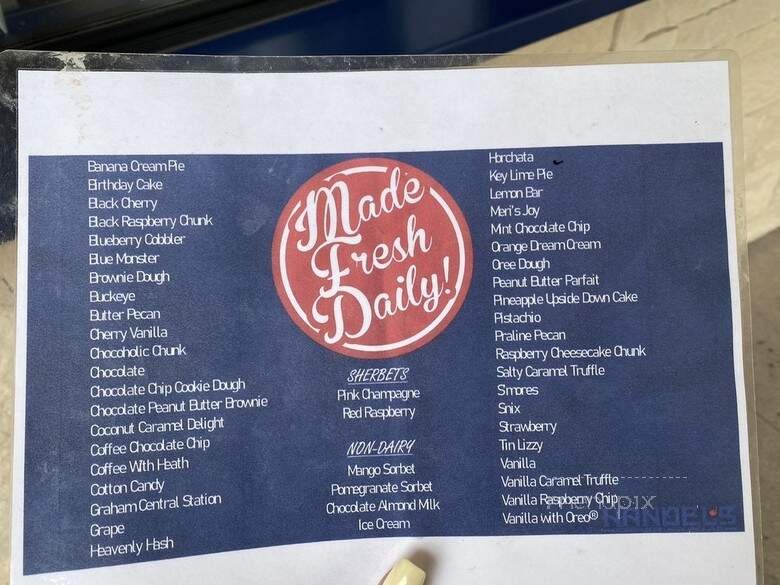 Banana Cream Pie
Birthday Cake
Black Cherry
Black Raspberry Chunk
Blueberry Cobbler
Blue Monster
Brownie Dough
Buckeye
Butter Pecan
Cherry Vanilla
Chocoholic Chunk
Chocolate
Chocolate Chip Cookie Dough
Chocolate Peanut Butter Brownie
Coconut Caramel Delight
Coffee Chocolate Chip
Coffee With Heath
Cotton Candy
Graham Central Station
Grape
Heavenly Hash
Made
Fresh
Daily!
SHERBETS
Pink Champagne
Red Raspberry
NON-DAIRY
Mango Sorbet
Pomegranate Sorbet
Chocolate Almond Milk
Ice Cream
Horchata
Key Lime Pie
Lemon Bar
Meri's Joy
Mint Chocolate Chip
Orange Dream Cream
Oreo Dough
Peanut Butter Parfait
Pineapple Upside Down Cake
Pistachio
Praline Pecan
Raspberry Cheesecake Chunk
Salty Caramel Truffle
S'mores
Snix
Strawberry
Tin Lizzy
Vanilla
Vanilla Caramel Truffle
Vanilla Raspberry Chip
Vanilla with Oreo®
menupix
HANDEL'S